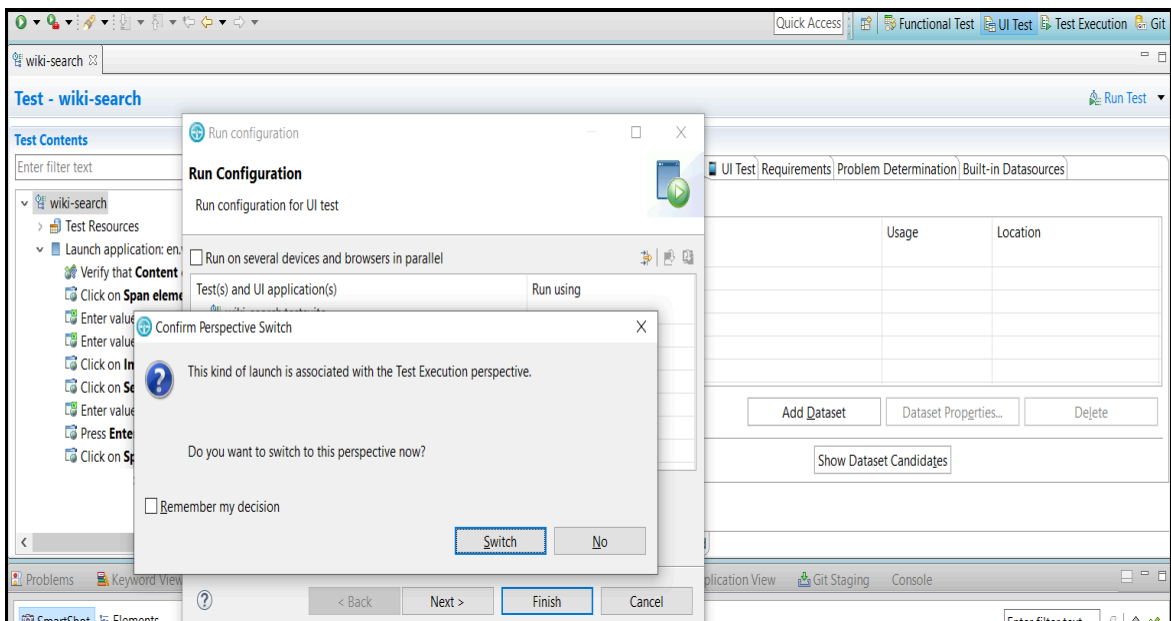 Quick Access
Functional Test
UI Test
Test Execution
Git
wiki-search
Test - wiki-search
Run Test
Test Contents
Enter filter text
wiki-search
Test Resources
Launch application: en.
Verify that Content
Click on Span eleme
Enter value
Enter value
Click on In
Click on Se
Enter value
Press Ente
Click on Sp
Run configuration
Run Configuration
Run configuration for UI test
Run on several devices and browsers in parallel
Test(s) and UI application(s)
Run using
Confirm Perspective Switch
This kind of launch is associated with the Test Execution perspective.
Do you want to switch to this perspective now?
Remember my decision
Switch
No
< Back
Next >
Finish
Cancel
UI Test
Requirements
Problem Determination
Built-in Datasources
Usage
Location
Add Dataset
Dataset Properties...
Delete
Show Dataset Candidates
Problems
Keyword View
plication View
Git Staging
Console
SmartShot
Elements
Enter filter text